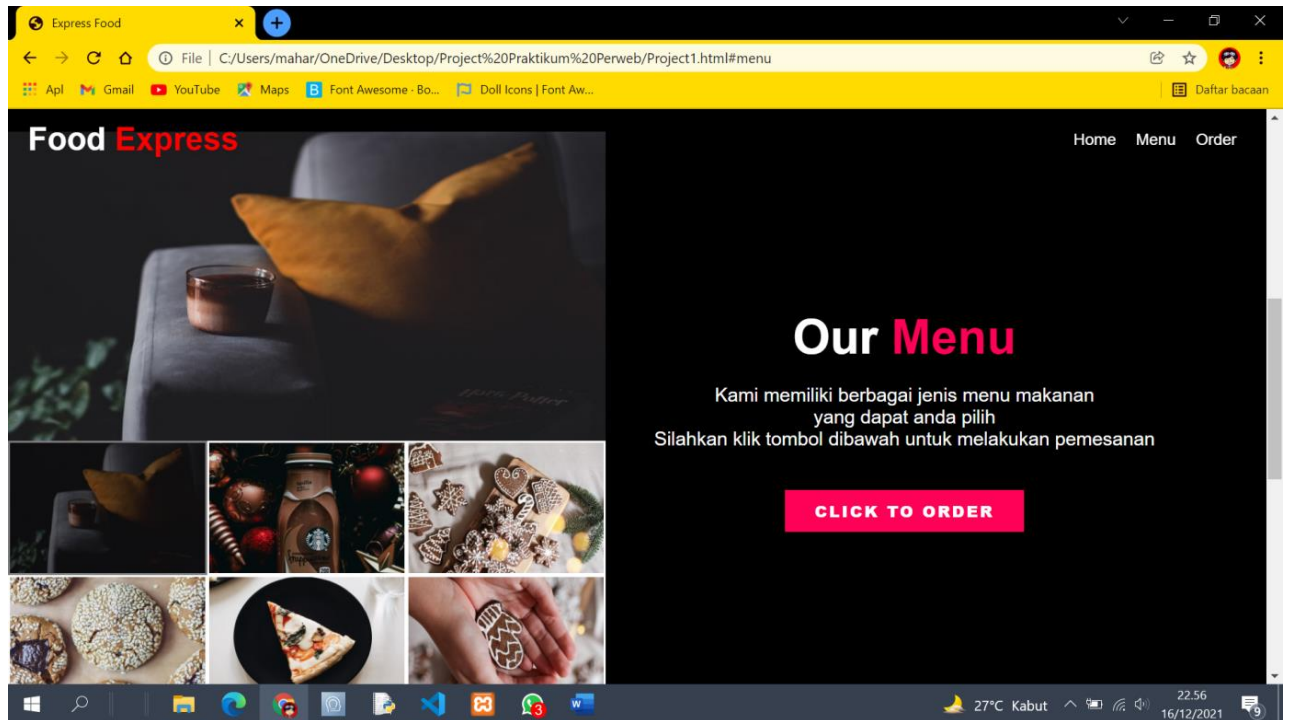 Express Food
File
C:/Users/mahar/OneDrive/Desktop/Project%20Praktikum%20Perweb/Project1.html#menu
Apl Gmail YouTube Maps Font Awesome - Bo... Doll Icons | Font Aw... Daftar bacaan
Food Express
Home Menu Order
Our Menu
Kami memiliki berbagai jenis menu makanan
yang dapat anda pilih
Silahkan klik tombol dibawah untuk melakukan pemesanan
CLICK TO ORDER
27°C Kabut
22.56
16/12/2021
3
9